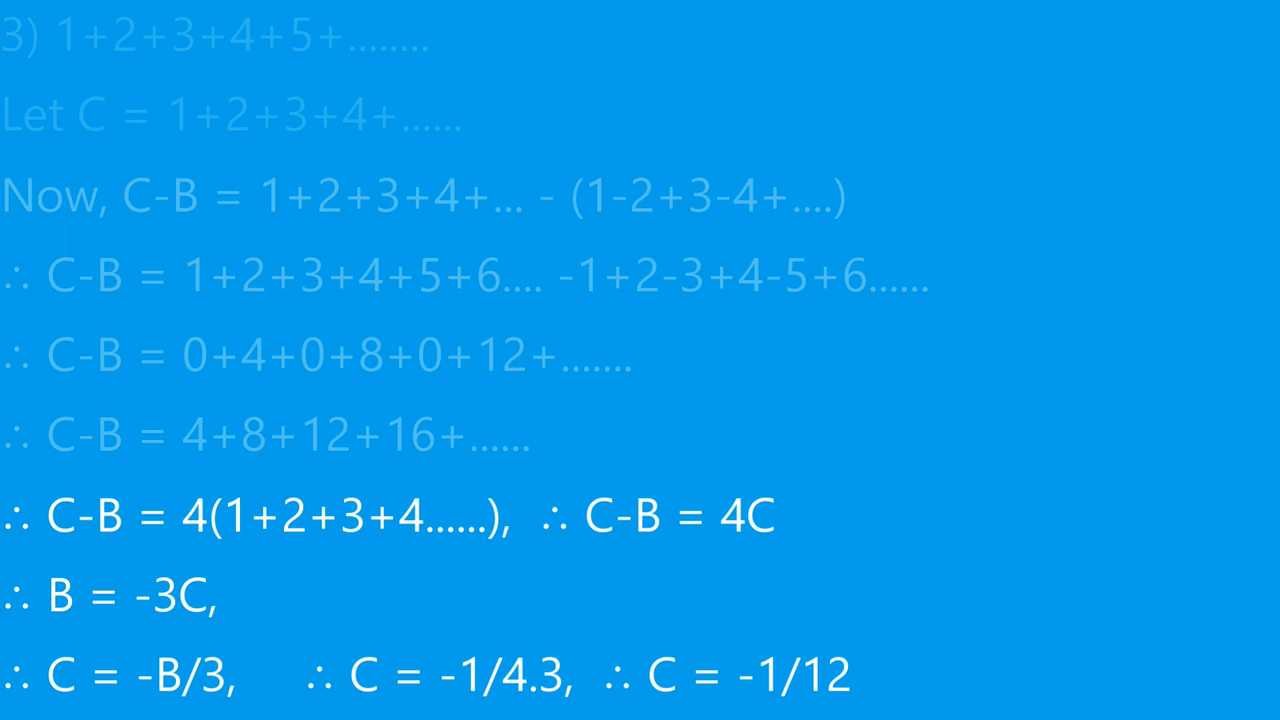 3) 1+2+3+4+5+........
Let C = 1+2+3+4+......
Now, C-B = 1+2+3+4+... - (1-2+3-4+....)
∴ C-B = 1+2+3+4+5+6.... -1+2-3+4-5+6......
∴ C-B = 0+4+0+8+0+12+.......
∴ C-B = 4+8+12+16+......
∴ C-B = 4(1+2+3+4......), ∴ C-B = 4C
∴ B = -3C,
∴ C = -B/3, ∴ C = -1/4.3, ∴ C = -1/12